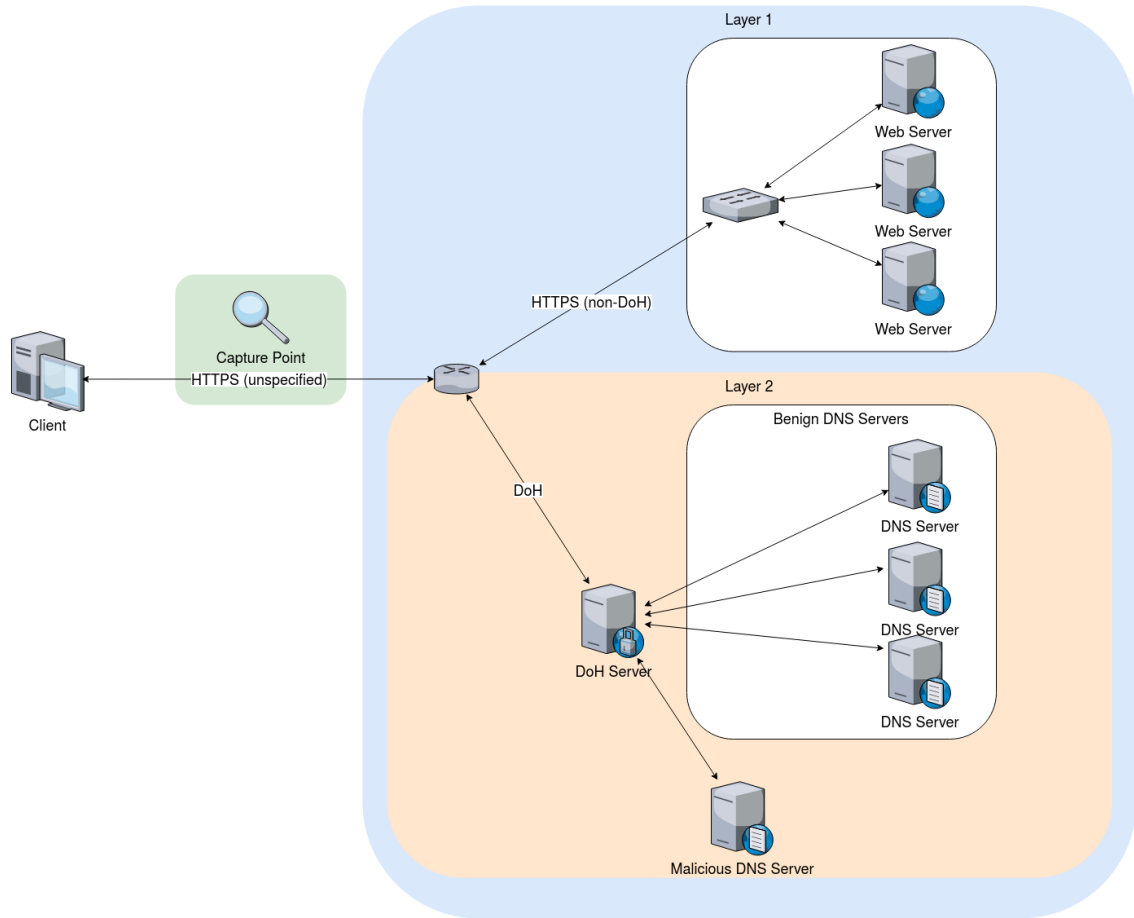 Layer 1
Web Server
Web Server
Web Server
HTTPS (non-DoH)
Capture Point
HTTPS (unspecified)
Client
Layer 2
Benign DNS Servers
DNS Server
DoH
DNS Server
DoH Server
DNS Server
Malicious DNS Server